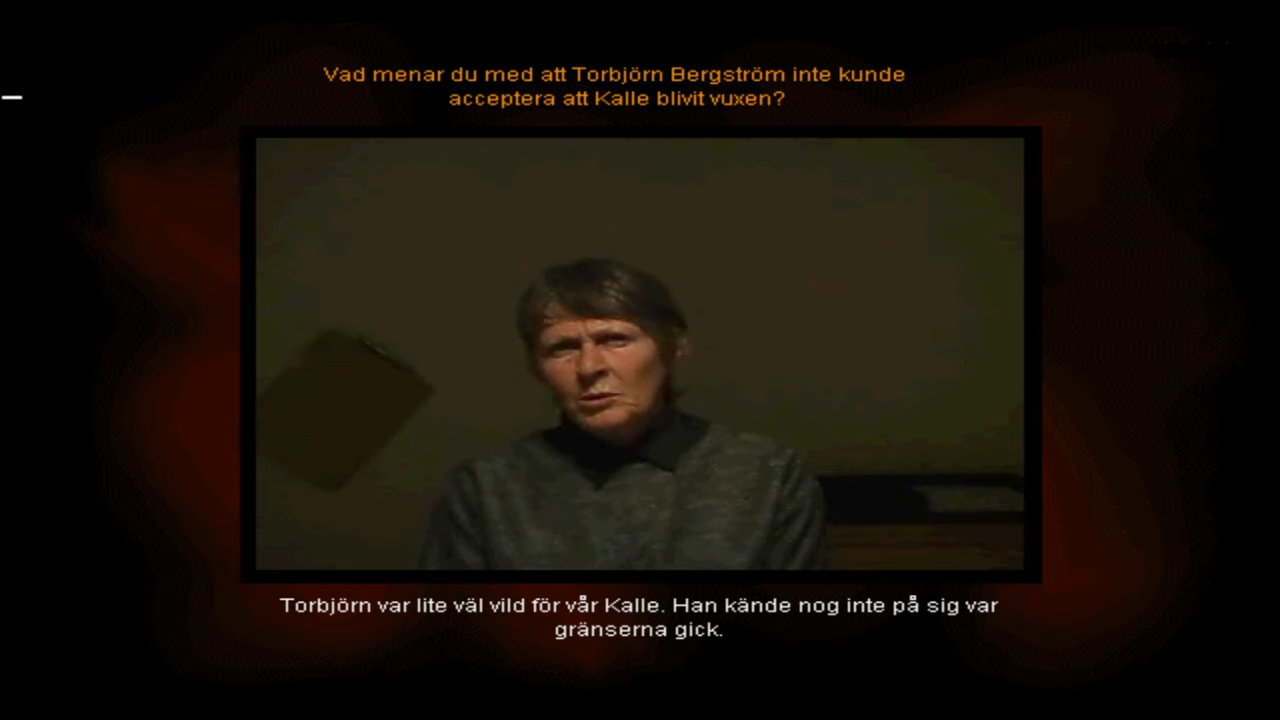 Vad menar du med att Torbjörn Bergström inte kunde
acceptera att Kalle blivit vuxen?
Torbjörn var lite väl vild för vår Kalle. Han kände nog inte på sig var
gränserna gick.